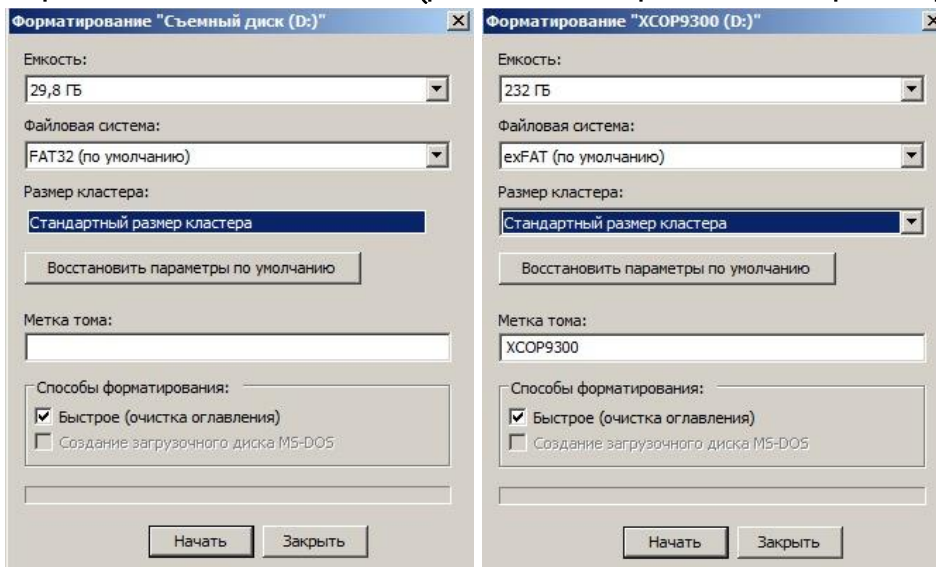 Форматирование "Съемный диск (D:)"
Емкость:
29,8 ГБ
Файловая система:
FAT32 (по умолчанию)
Размер кластера:
Стандартный размер кластера
Восстановить параметры по умолчанию
Метка тома:
Способы форматирования:
Быстрое (очистка оглавления)
Создание загрузочного диска MS-DOS
Начать
Закрыть
Форматирование "XCOP9300 (D:)"
Емкость:
232 ГБ
Файловая система:
exFAT (по умолчанию)
Размер кластера:
Стандартный размер кластера
Восстановить параметры по умолчанию
Метка тома:
XCOP9300
Способы форматирования:
Быстрое (очистка оглавления)
Создание загрузочного диска MS-DOS
Начать
Закрыть